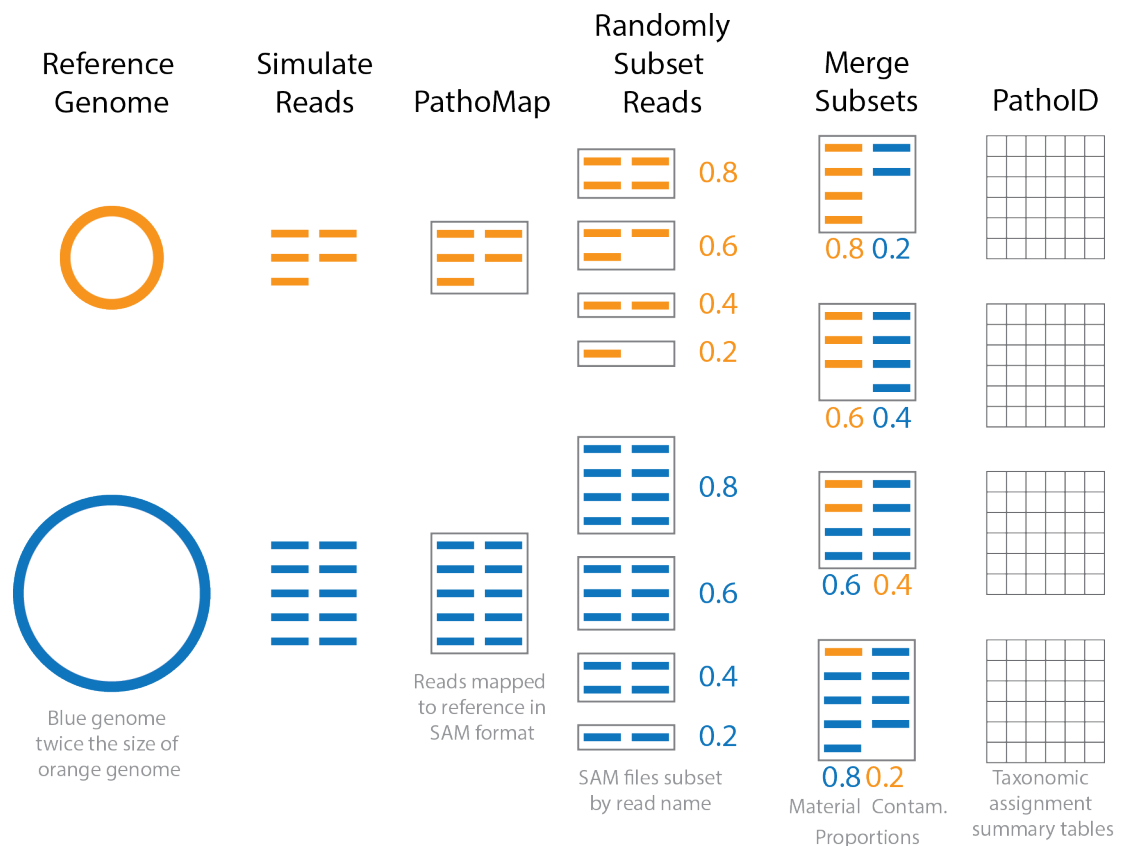 Reference
Genome
Simulate
Reads
PathoMap
Randomly
Subset
Reads
Merge
Subsets
PathoID
0.8
0.6
0.4
0.2
0.8 0.2
0.6 0.4
0.8
0.6
0.4
0.2
0.6 0.4
0.8 0.2
Blue genome
twice the size of
orange genome
Reads mapped
to reference in
SAM format
SAM files subset
by read name
Material Contam.
Proportions
Taxonomic
assignment
summary tables